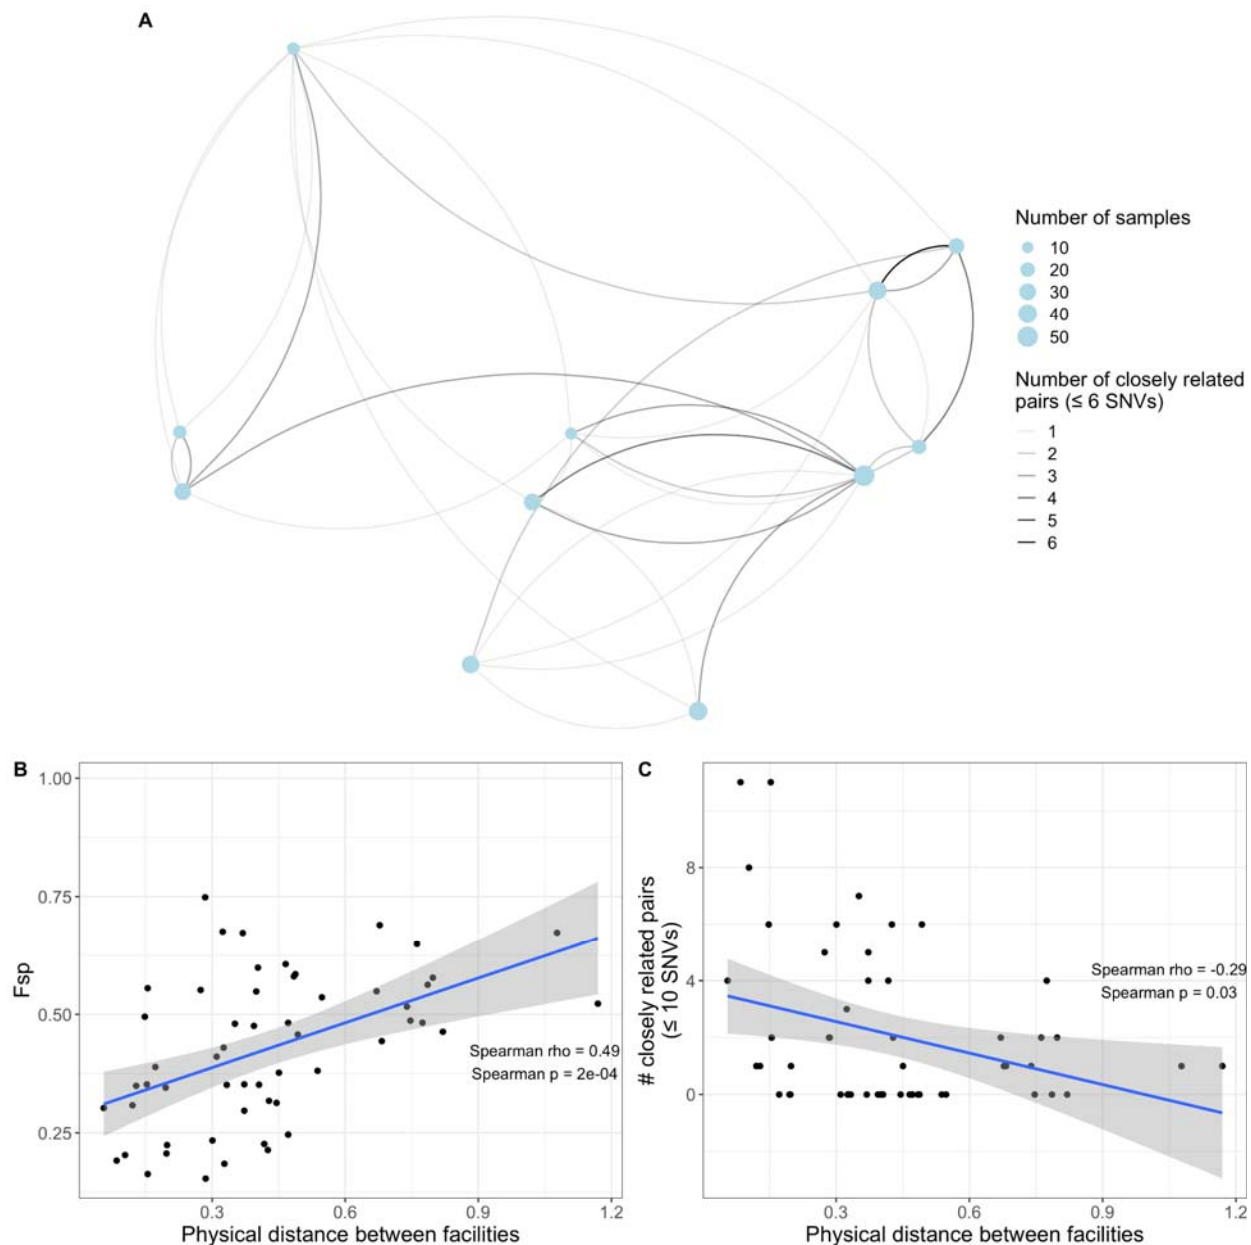 A
Number of samples
10
20
30
40
50
Number of closely related
pairs (≤ 6 SNVs)
1
2
3
4
5
6
B
1.00
0.75
0.50
0.25
Fsp
Spearman rho = 0.49
Spearman p = 2e-04
0.3
0.6
0.9
1.2
Physical distance between facilities
C
8
4
0
# closely related pairs
(≤ 10 SNVs)
Spearman rho = -0.29
Spearman p = 0.03
0.3
0.6
0.9
1.2
Physical distance between facilities